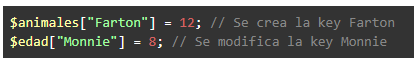 $animales["Farton"] = 12; // Se crea la key Farton
$edad["Monnie"] = 8; // Se modifica la key Monnie